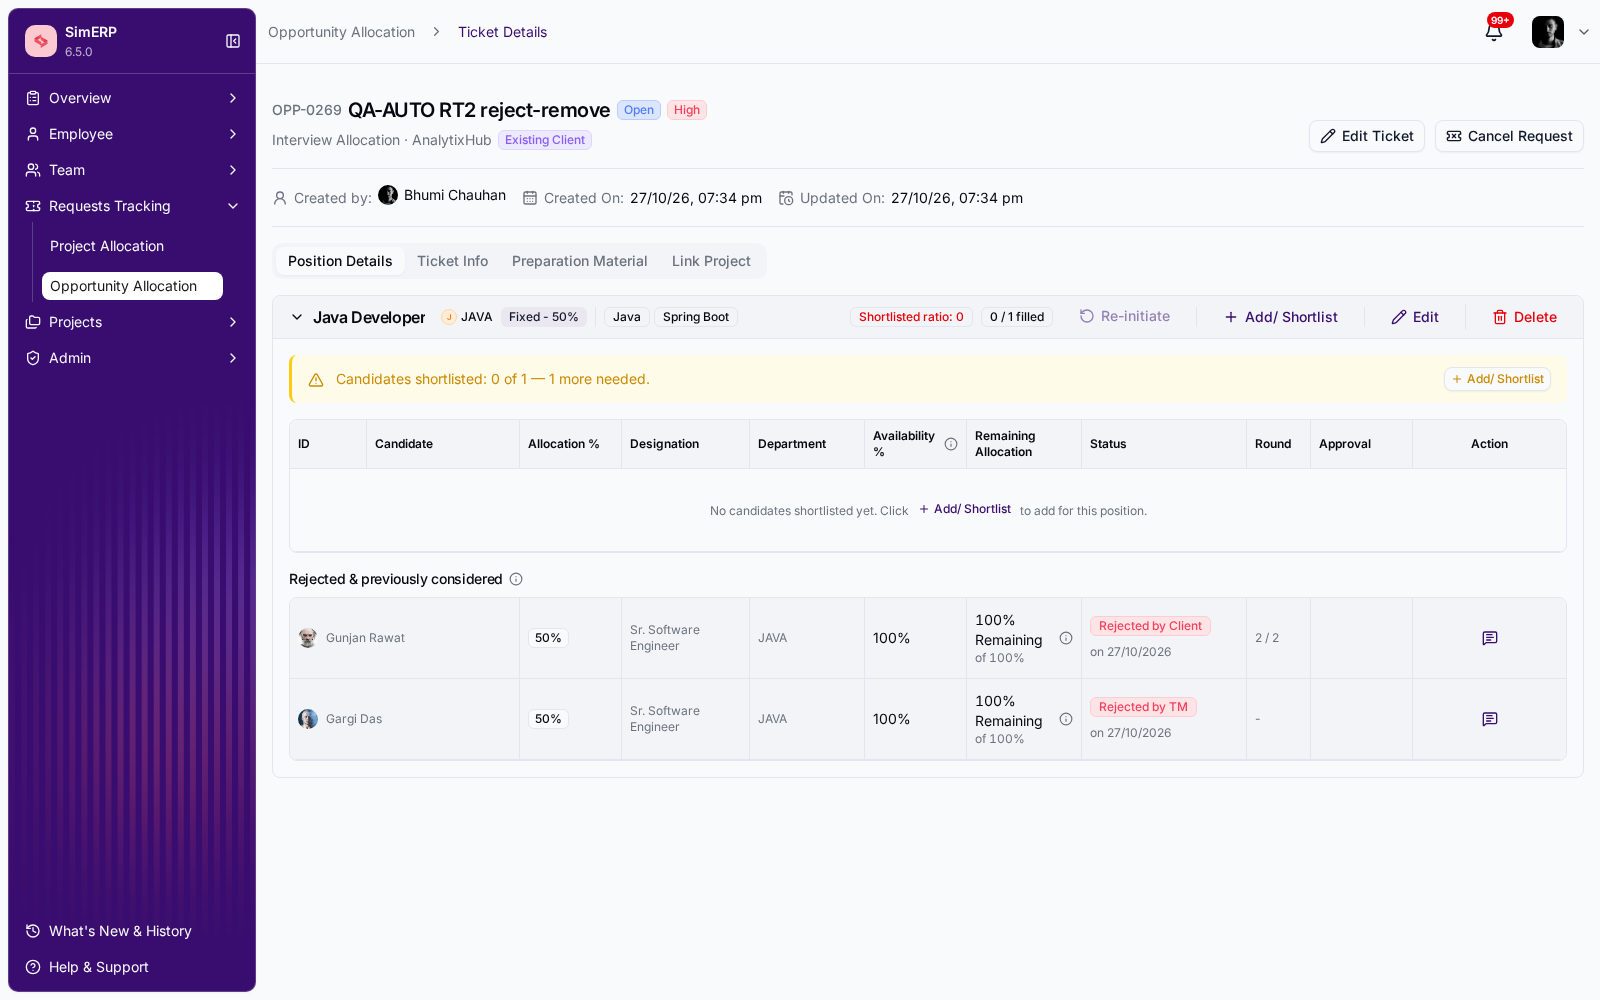 SimERP
6.5.0
Overview
Employee
Team
Requests Tracking
Project Allocation
Opportunity Allocation
Projects
Admin
What's New & History
Help & Support
Opportunity Allocation
Ticket Details
99+
OPP-0269 QA-AUTO RT2 reject-remove Open High
Interview Allocation · AnalytixHub Existing Client
Edit Ticket
Cancel Request
Created by: Bhumi Chauhan Created On: 27/10/26, 07:34 pm Updated On: 27/10/26, 07:34 pm
Position Details Ticket Info Preparation Material Link Project
Java Developer J JAVA Fixed - 50% Java Spring Boot Shortlisted ratio: 0 0 / 1 filled Re-initiate Add/ Shortlist Edit Delete
Candidates shortlisted: 0 of 1 — 1 more needed. Add/ Shortlist
ID Candidate Allocation % Designation Department Availability % Remaining Allocation Status Round Approval Action
No candidates shortlisted yet. Click + Add/ Shortlist to add for this position.
Rejected & previously considered
Gunjan Rawat 50% Sr. Software Engineer JAVA 100% 100% Remaining of 100% Rejected by Client on 27/10/2026 2 / 2
Gargi Das 50% Sr. Software Engineer JAVA 100% 100% Remaining of 100% Rejected by TM on 27/10/2026 -